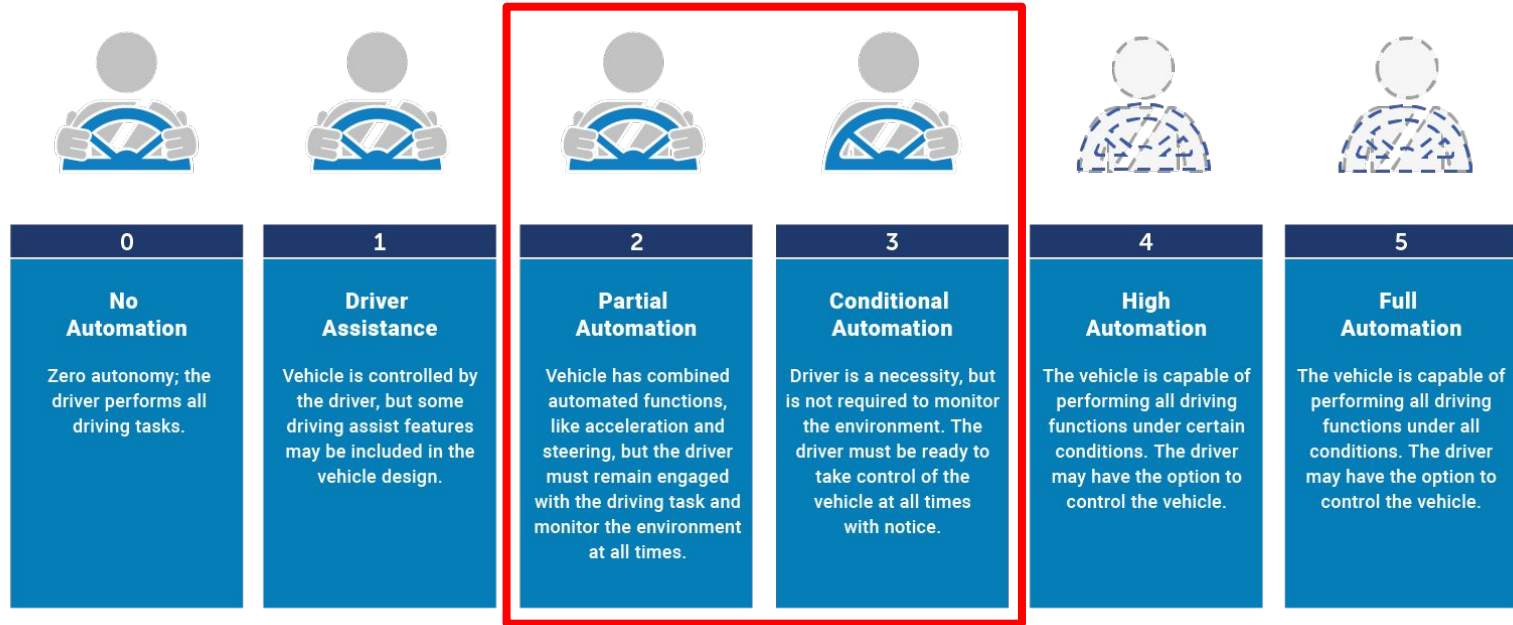 0
No
Automation
Zero autonomy; the
driver performs all
driving tasks.
1
Driver
Assistance
Vehicle is controlled by
the driver, but some
driving assist features
may be included in the
vehicle design.
2
Partial
Automation
Vehicle has combined
automated functions,
like acceleration and
steering, but the driver
must remain engaged
with the driving task and
monitor the environment
at all times.
3
Conditional
Automation
Driver is a necessity, but
is not required to monitor
the environment. The
driver must be ready to
take control of the
vehicle at all times
with notice.
4
High
Automation
The vehicle is capable of
performing all driving
functions under certain
conditions. The driver
may have the option to
control the vehicle.
5
Full
Automation
The vehicle is capable of
performing all driving
functions under all
conditions. The driver
may have the option to
control the vehicle.